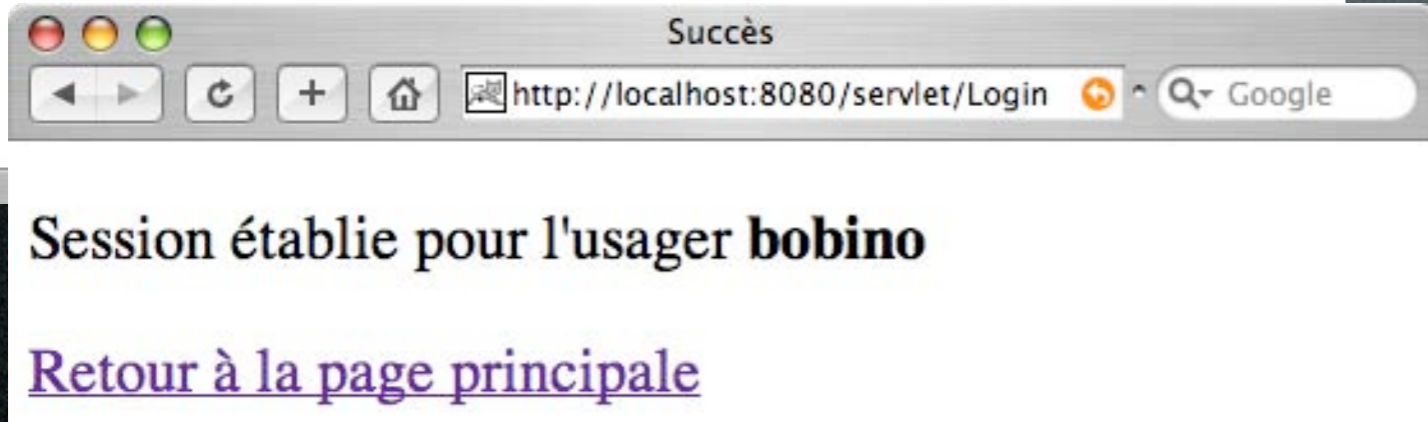 Succès
http://localhost:8080/servlet/Login Google
Session établie pour l'usager bobino
Retour à la page principale